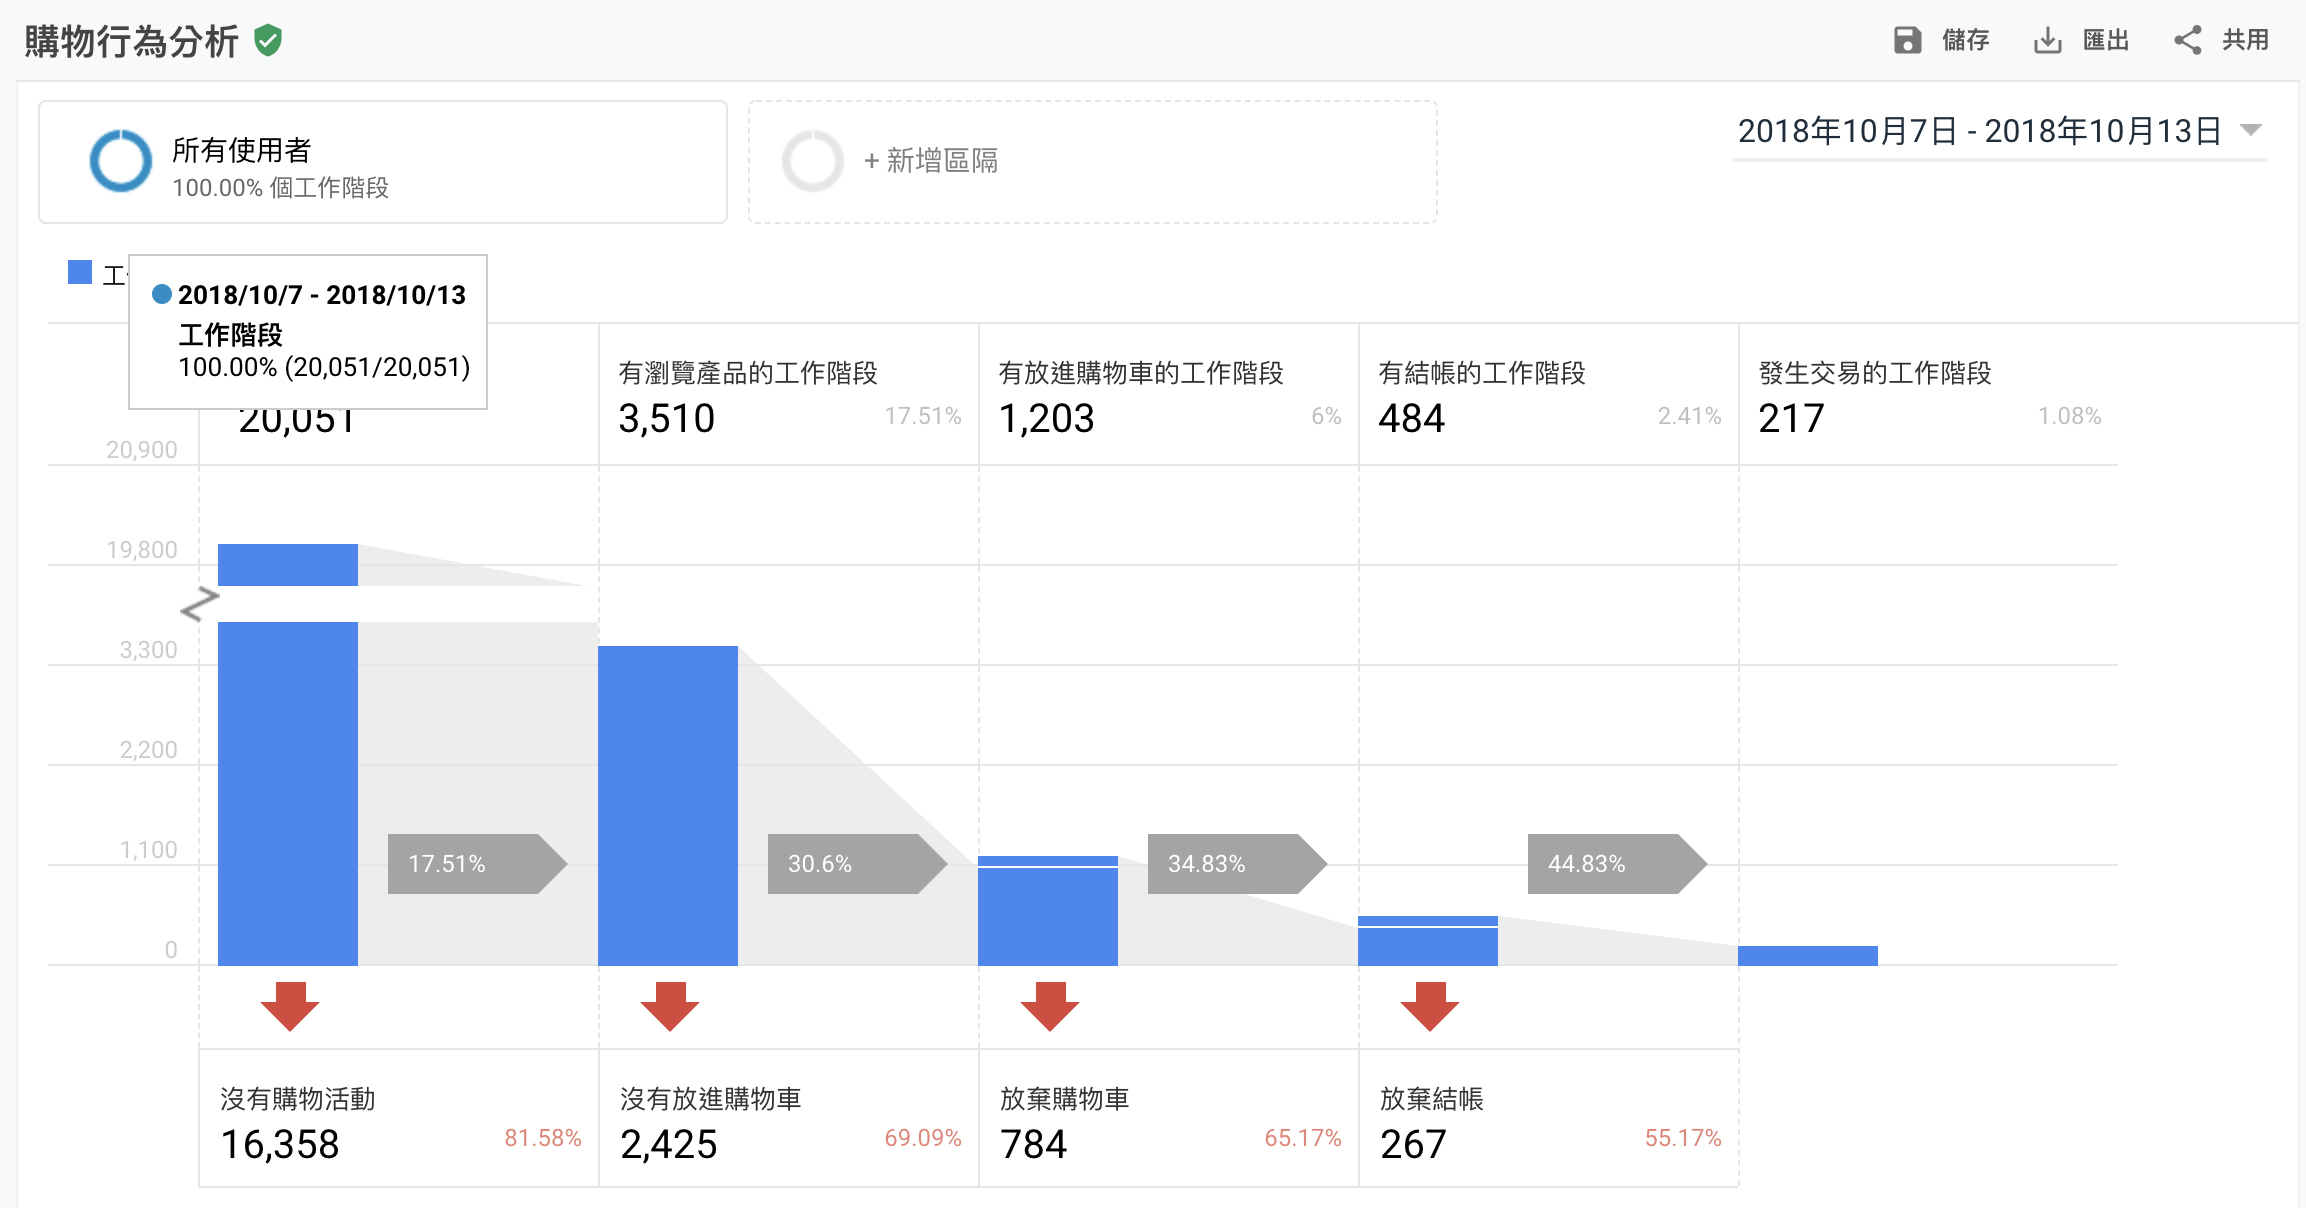 購物行為分析
儲存
匯出
共用
所有使用者
100.00% 個工作階段
+ 新增區隔
2018年10月7日 - 2018年10月13日
工
2018/10/7 - 2018/10/13
工作階段
100.00% (20,051/20,051)
20,051
有瀏覽產品的工作階段
3,510
17.51%
有放進購物車的工作階段
1,203
6%
有結帳的工作階段
484
2.41%
發生交易的工作階段
217
1.08%
20,900
19,800
3,300
2,200
1,100
0
17.51%
30.6%
34.83%
44.83%
沒有購物活動
16,358
81.58%
沒有放進購物車
2,425
69.09%
放棄購物車
784
65.17%
放棄結帳
267
55.17%